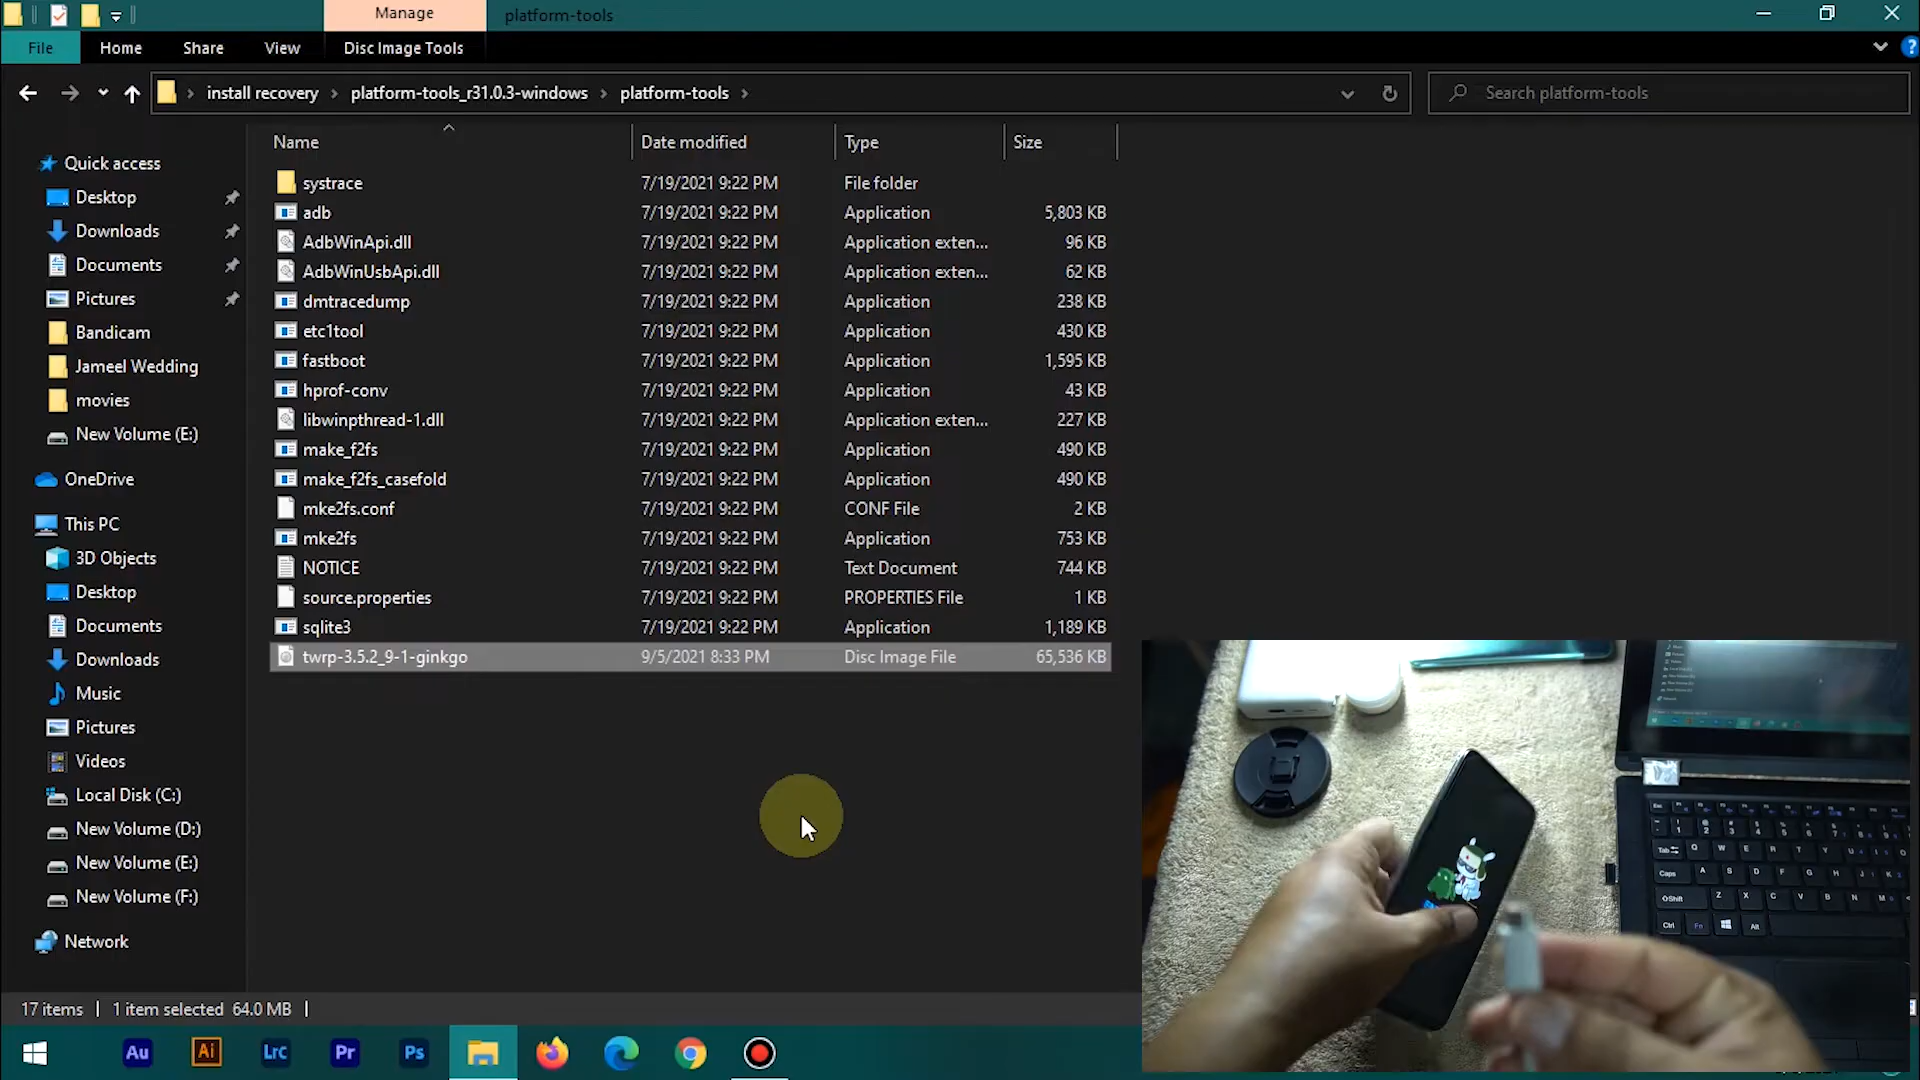 Manage
platform-tools
File
Home
Share
View
Disc Image Tools
install recovery
platform-tools_r31.0.3-windows
platform-tools
Search platform-tools
Name
Date modified
Type
Size
systrace 7/19/2021 9:22 PM File folder
adb 7/19/2021 9:22 PM Application 5,803 KB
AdbWinApi.dll 7/19/2021 9:22 PM Application exten... 96 KB
AdbWinUsbApi.dll 7/19/2021 9:22 PM Application exten... 62 KB
dmtracedump 7/19/2021 9:22 PM Application 238 KB
etc1tool 7/19/2021 9:22 PM Application 430 KB
fastboot 7/19/2021 9:22 PM Application 1,595 KB
hprof-conv 7/19/2021 9:22 PM Application 43 KB
libwinpthread-1.dll 7/19/2021 9:22 PM Application exten... 227 KB
make_f2fs 7/19/2021 9:22 PM Application 490 KB
make_f2fs_casefold 7/19/2021 9:22 PM Application 490 KB
mke2fs.conf 7/19/2021 9:22 PM CONF File 2 KB
mke2fs 7/19/2021 9:22 PM Application 753 KB
NOTICE 7/19/2021 9:22 PM Text Document 744 KB
source.properties 7/19/2021 9:22 PM PROPERTIES File 1 KB
sqlite3 7/19/2021 9:22 PM Application 1,189 KB
twrp-3.5.2_9-1-ginkgo 9/5/2021 8:33 PM Disc Image File 65,536 KB
Quick access
Desktop
Downloads
Documents
Pictures
Bandicam
Jameel Wedding
movies
New Volume (E:)
OneDrive
This PC
3D Objects
Desktop
Documents
Downloads
Music
Pictures
Videos
Local Disk (C:)
New Volume (D:)
New Volume (E:)
New Volume (F:)
Network
17 items
1 item selected 64.0 MB
Au
Ai
Lrc
Pr
Ps